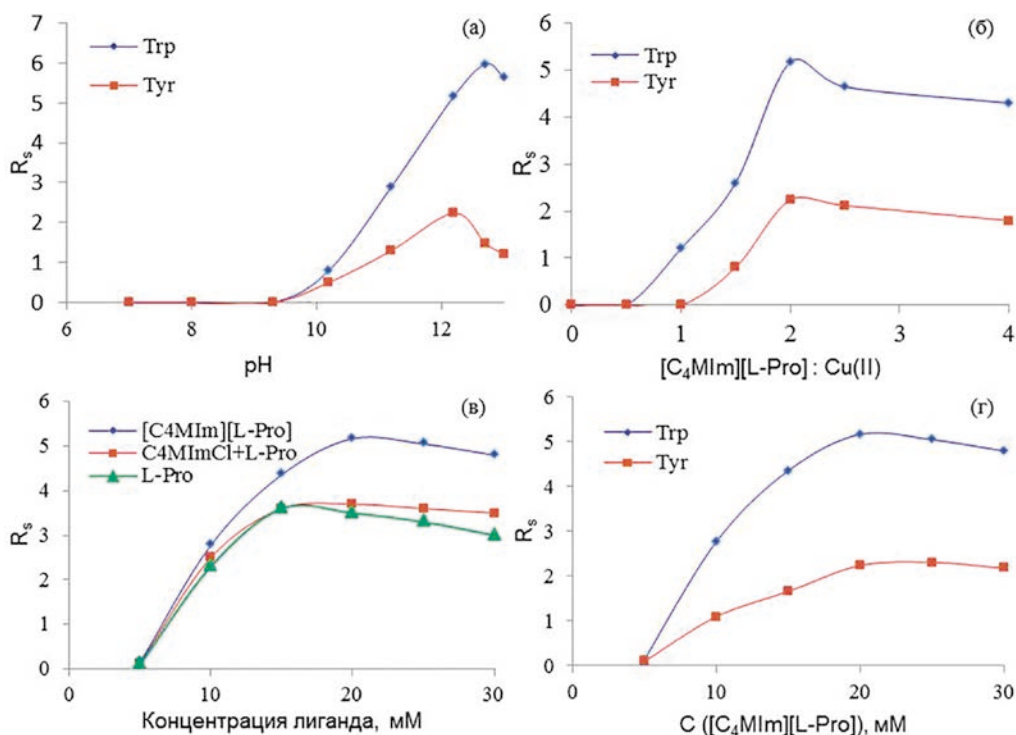 (а)
7
6
5
4
3
2
1
0
Trp
Tyr
Rs
6 8 10 12
pH
(б)
6
5
4
3
2
1
0
Trp
Tyr
Rs
0 1 2 3 4
[C₄MIm][L-Pro] : Cu(II)
(в)
6
5
4
3
2
1
0
[C4MIm][L-Pro]
C4MImCl+L-Pro
L-Pro
Rs
0 10 20 30
Концентрация лиганда, мМ
(г)
6
5
4
3
2
1
0
Trp
Tyr
Rs
0 10 20 30
С ([C₄MIm][L-Pro]), мМ